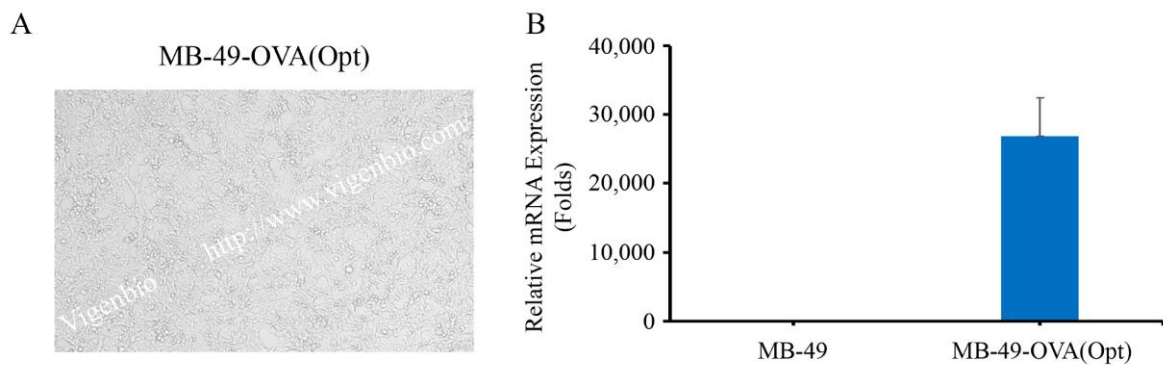 A
MB-49-OVA(Opt)
Vigenbio http://www.vigenbio.com
B
Relative mRNA Expression
(Folds)
40,000
30,000
20,000
10,000
0
MB-49
MB-49-OVA(Opt)